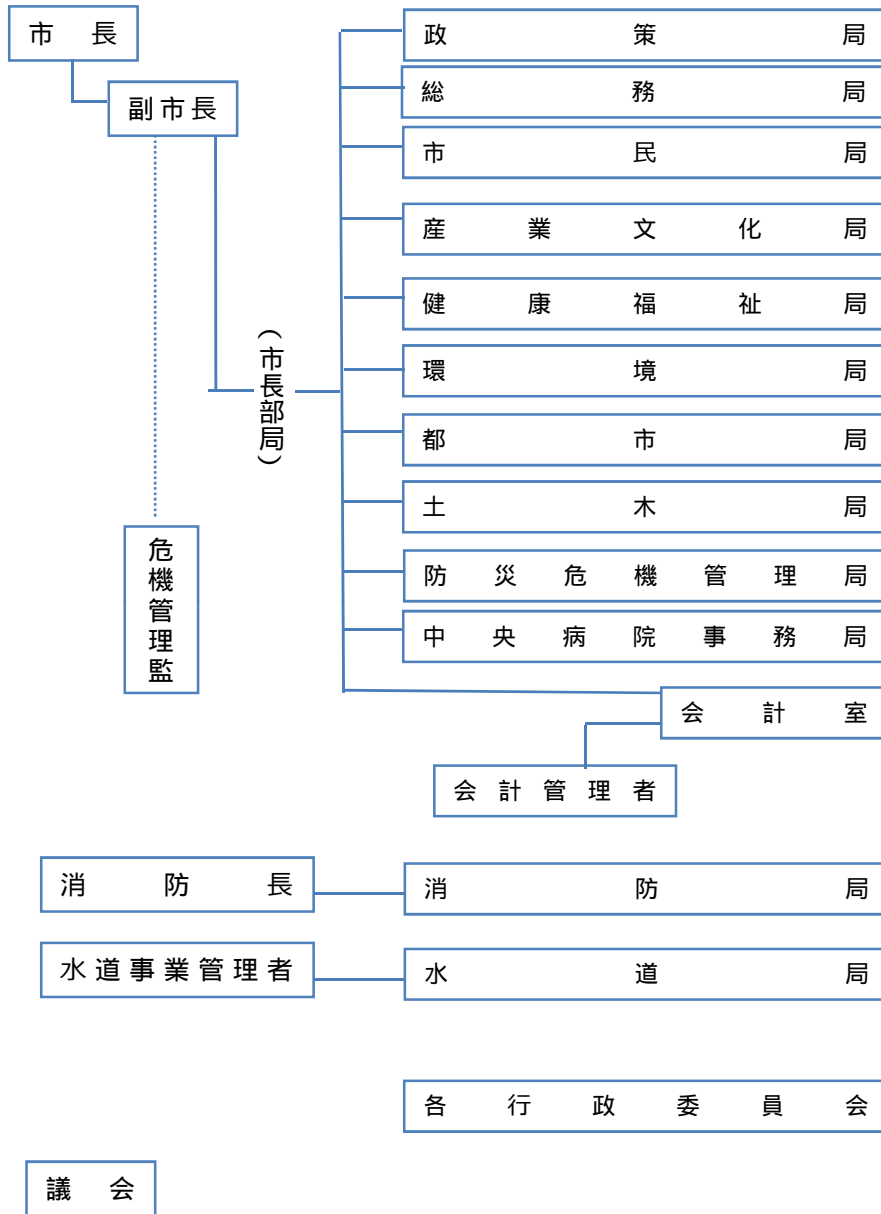 市長
副市長
(市長部局)
危機管理監
政策局
総務局
市民局
産業文化局
健康福祉局
環境局
都市局
土木局
防災危機管理局
中央病院事務局
会計室
会計管理者
消防長
消防局
水道事業管理者
水道局
各行政委員会
議会